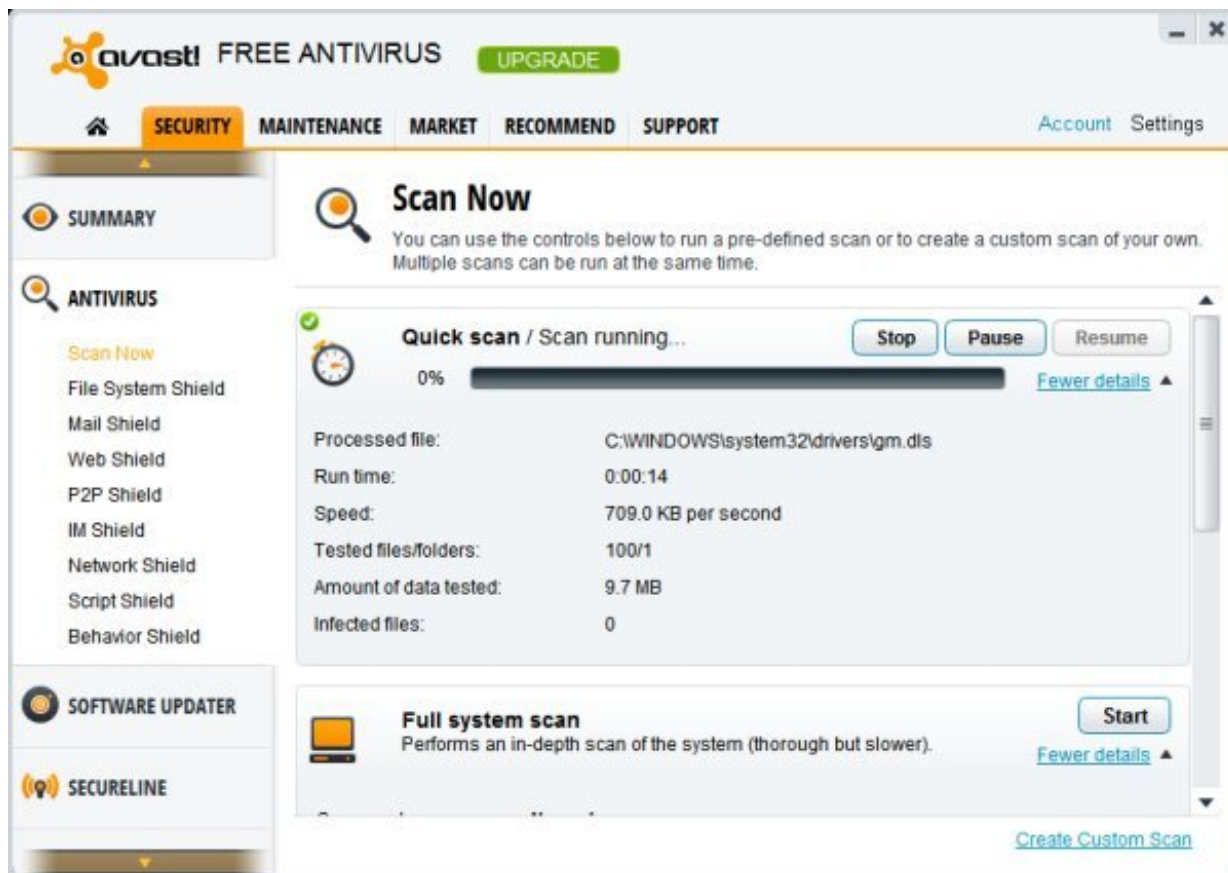 avast! FREE ANTIVIRUS UPGRADE
SECURITY MAINTENANCE MARKET RECOMMEND SUPPORT Account Settings
SUMMARY
ANTIVIRUS
Scan Now
File System Shield
Mail Shield
Web Shield
P2P Shield
IM Shield
Network Shield
Script Shield
Behavior Shield
SOFTWARE UPDATER
SECURELINE
Scan Now
You can use the controls below to run a pre-defined scan or to create a custom scan of your own.
Multiple scans can be run at the same time.
Quick scan / Scan running... Stop Pause Resume
0% Fewer details
Processed file: C:\WINDOWS\system32\drivers\gm.dls
Run time: 0:00:14
Speed: 709.0 KB per second
Tested files/folders: 100/1
Amount of data tested: 9.7 MB
Infected files: 0
Full system scan Start
Performs an in-depth scan of the system (thorough but slower).
Fewer details
Create Custom Scan